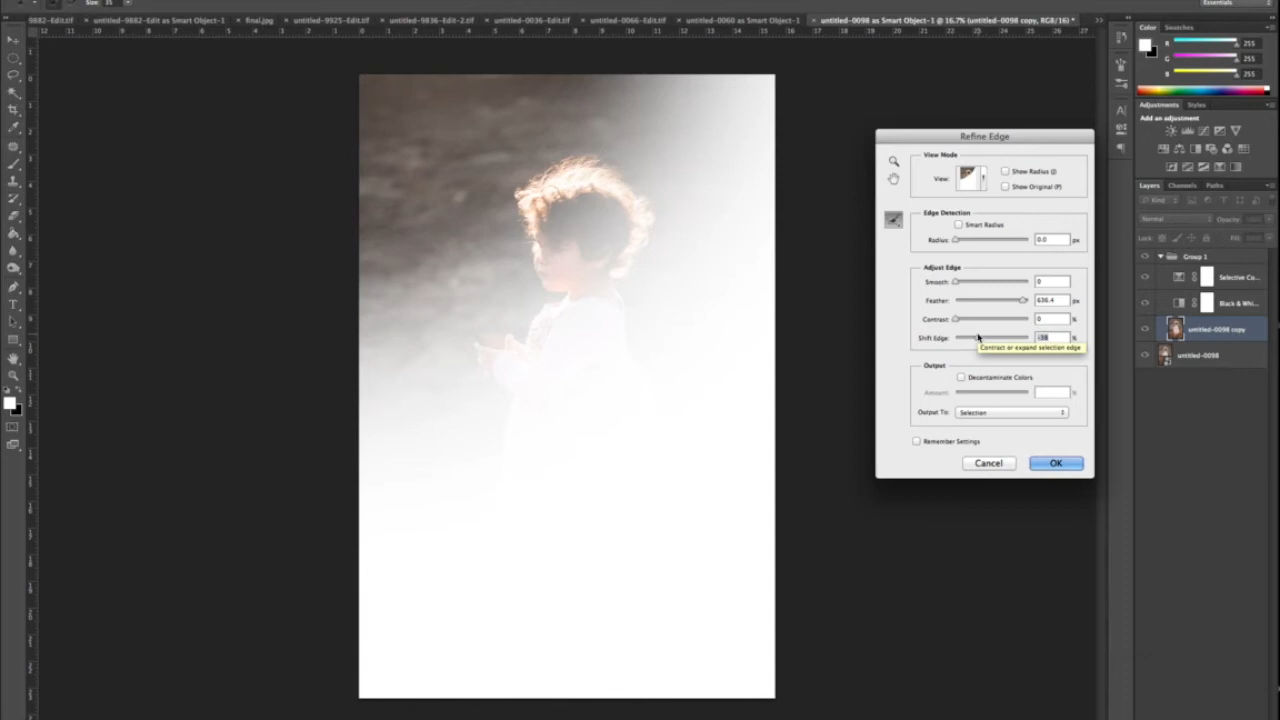 Size: 35
Essentials
9882-Edit.tif
× untitled-9882-Edit as Smart Object-1
× final.jpg
× untitled-9925-Edit.tif
× untitled-9836-Edit-2.tif
× untitled-0036-Edit.tif
× untitled-0066-Edit.tif
× untitled-0060 as Smart Object-1
× untitled-0098 as Smart Object-1 @ 16.7% (untitled-0098 copy, RGB/16) *
Refine Edge
View Mode
View:
Show Radius (J)
Show Original (P)
Edge Detection
Smart Radius
Radius: 0.0 px
Adjust Edge
Smooth: 0
Feather: 636.4 px
Contrast: 0 %
Shift Edge: -38 %
Contract or expand selection edge
Output
Decontaminate Colors
Amount: %
Output To: Selection
Remember Settings
Cancel OK
Color Swatches
R 255
G 255
B 255
Adjustments Styles
Add an adjustment
Layers Channels Paths
Kind
Normal Opacity:
Lock: Fill:
Group 1
Selective Co...
Black & Whi...
untitled-0098 copy
untitled-0098